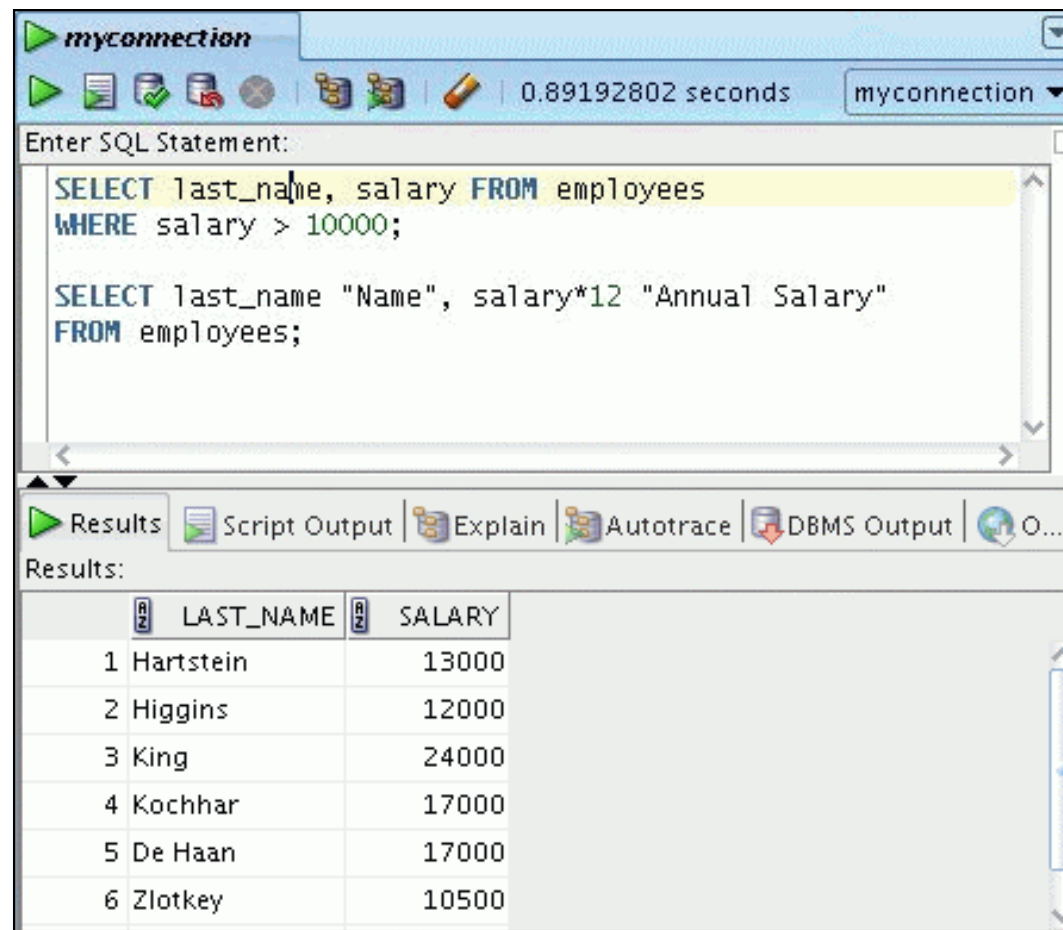 myconnection
0.89192802 seconds myconnection
Enter SQL Statement:
SELECT last_name, salary FROM employees
WHERE salary > 10000;
SELECT last_name "Name", salary*12 "Annual Salary"
FROM employees;
Results Script Output Explain Autotrace DBMS Output O...
Results:
LAST_NAME SALARY
1 Hartstein 13000
2 Higgins 12000
3 King 24000
4 Kochhar 17000
5 De Haan 17000
6 Zlotkey 10500